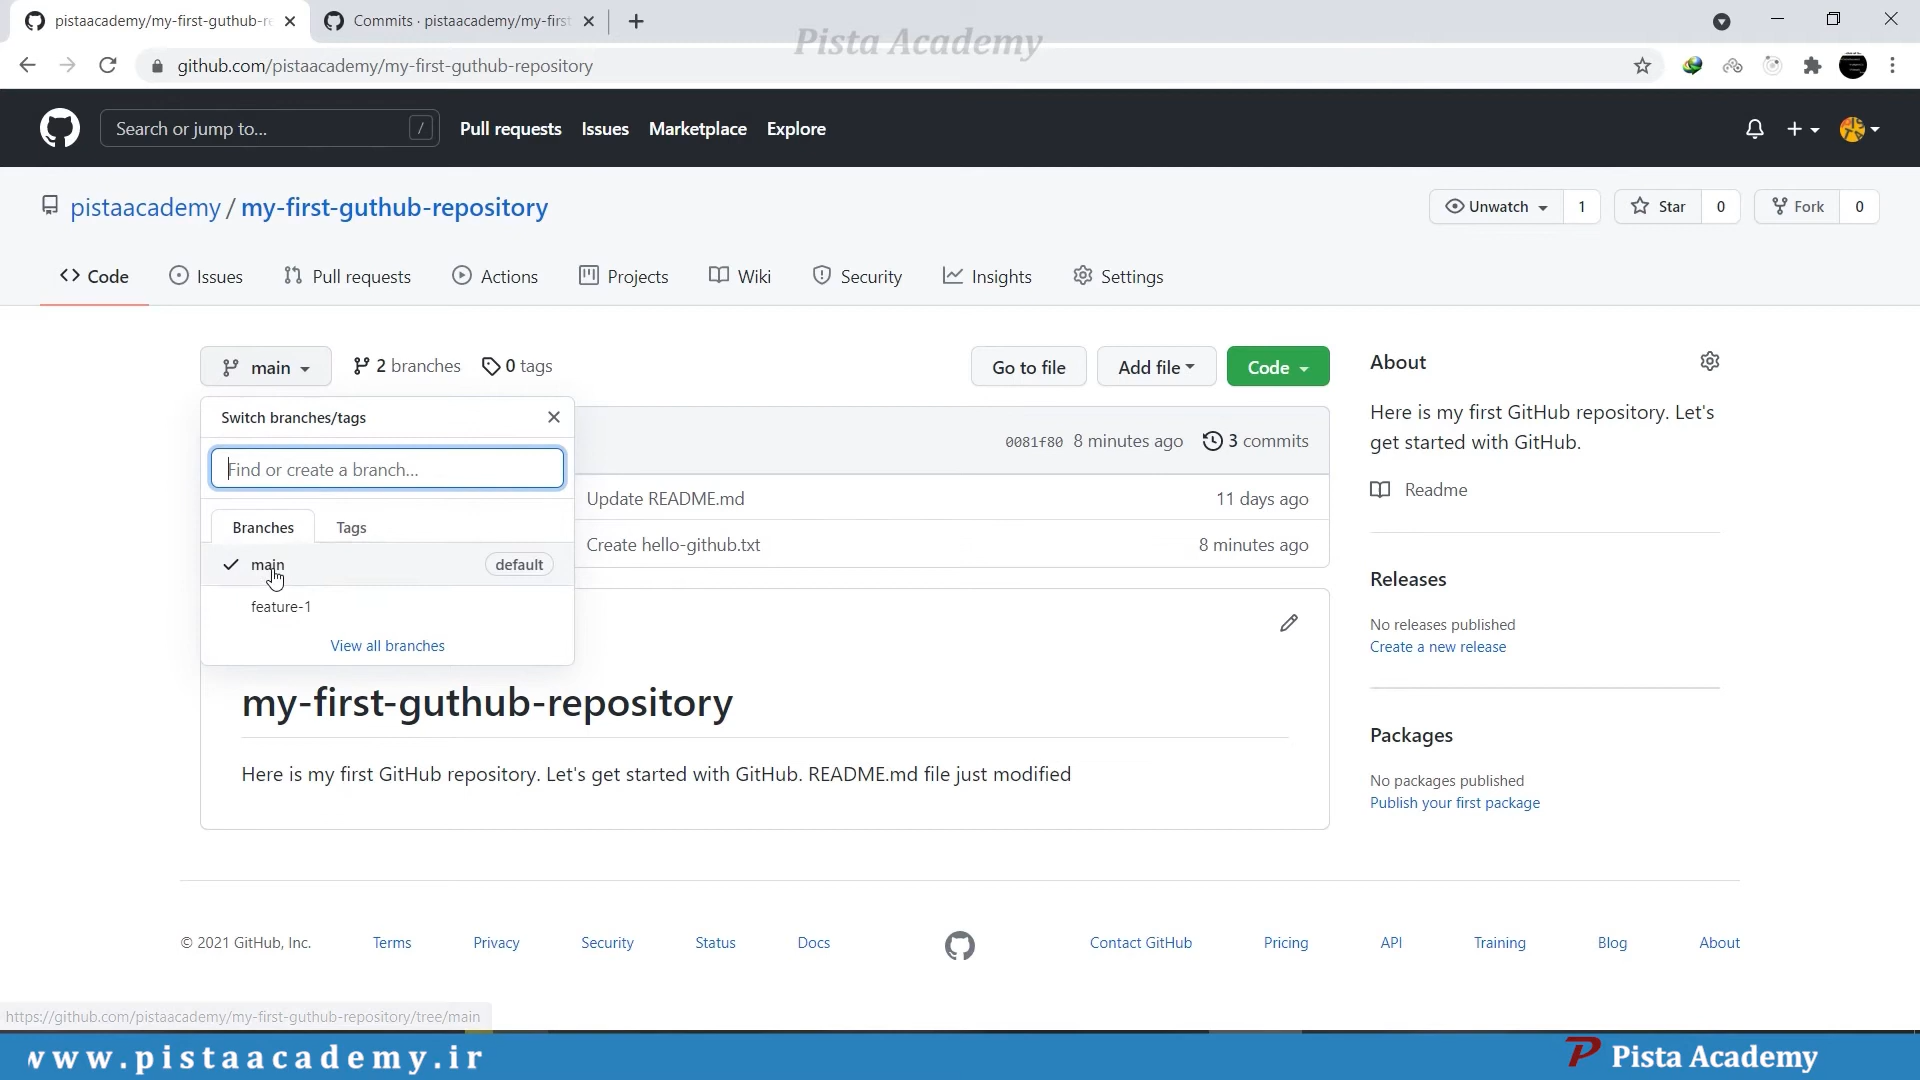 pistaacademy/my-first-guthub-re
Commits · pistaacademy/my-first
Pista Academy
github.com/pistaacademy/my-first-guthub-repository
Search or jump to...
/
Pull requests
Issues
Marketplace
Explore
pistaacademy / my-first-guthub-repository
Unwatch 1
Star 0
Fork 0
Code
Issues
Pull requests
Actions
Projects
Wiki
Security
Insights
Settings
main
2 branches
0 tags
Go to file
Add file
Code
Switch branches/tags
Find or create a branch...
Branches
Tags
main
default
feature-1
View all branches
0081f80 8 minutes ago 3 commits
Update README.md
11 days ago
Create hello-github.txt
8 minutes ago
my-first-guthub-repository
Here is my first GitHub repository. Let's get started with GitHub. README.md file just modified
About
Here is my first GitHub repository. Let's
get started with GitHub.
Readme
Releases
No releases published
Create a new release
Packages
No packages published
Publish your first package
© 2021 GitHub, Inc.
Terms
Privacy
Security
Status
Docs
Contact GitHub
Pricing
API
Training
Blog
About
https://github.com/pistaacademy/my-first-guthub-repository/tree/main
www.pistaacademy.ir
P Pista Academy